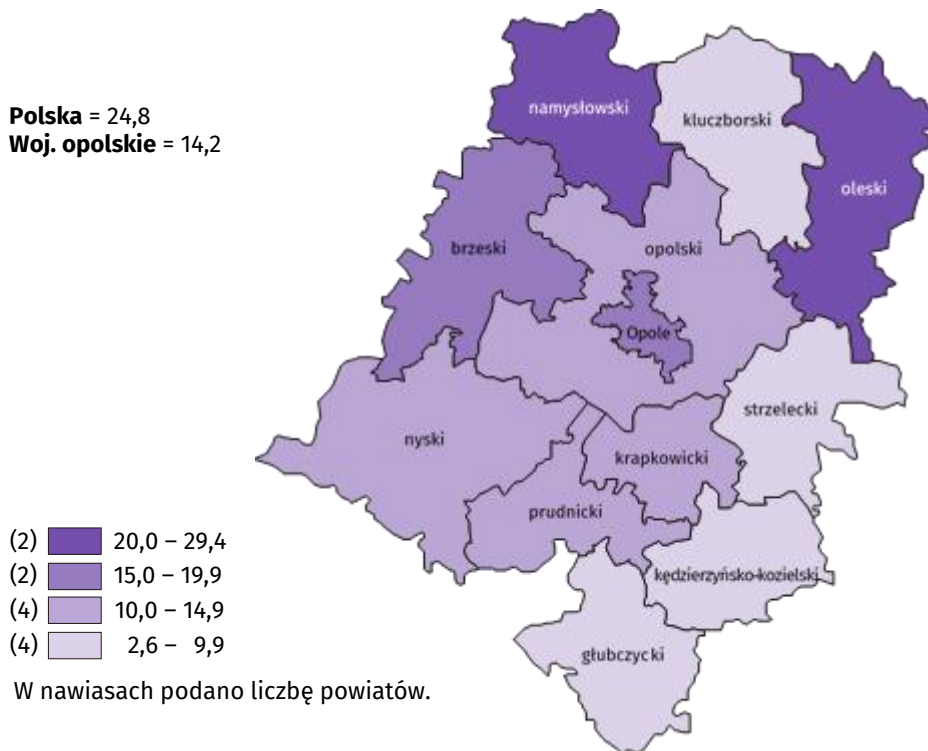 Polska = 24,8
Woj. opolskie = 14,2
namysłowski
kluczborski
oleski
brzeski
opolski
Opole
strzelecki
nyski
krapkowicki
prudnicki
kędzierzyńsko-kozielski
głubczycki
(2) 20,0 – 29,4
(2) 15,0 – 19,9
(4) 10,0 – 14,9
(4) 2,6 – 9,9
W nawiasach podano liczbę powiatów.